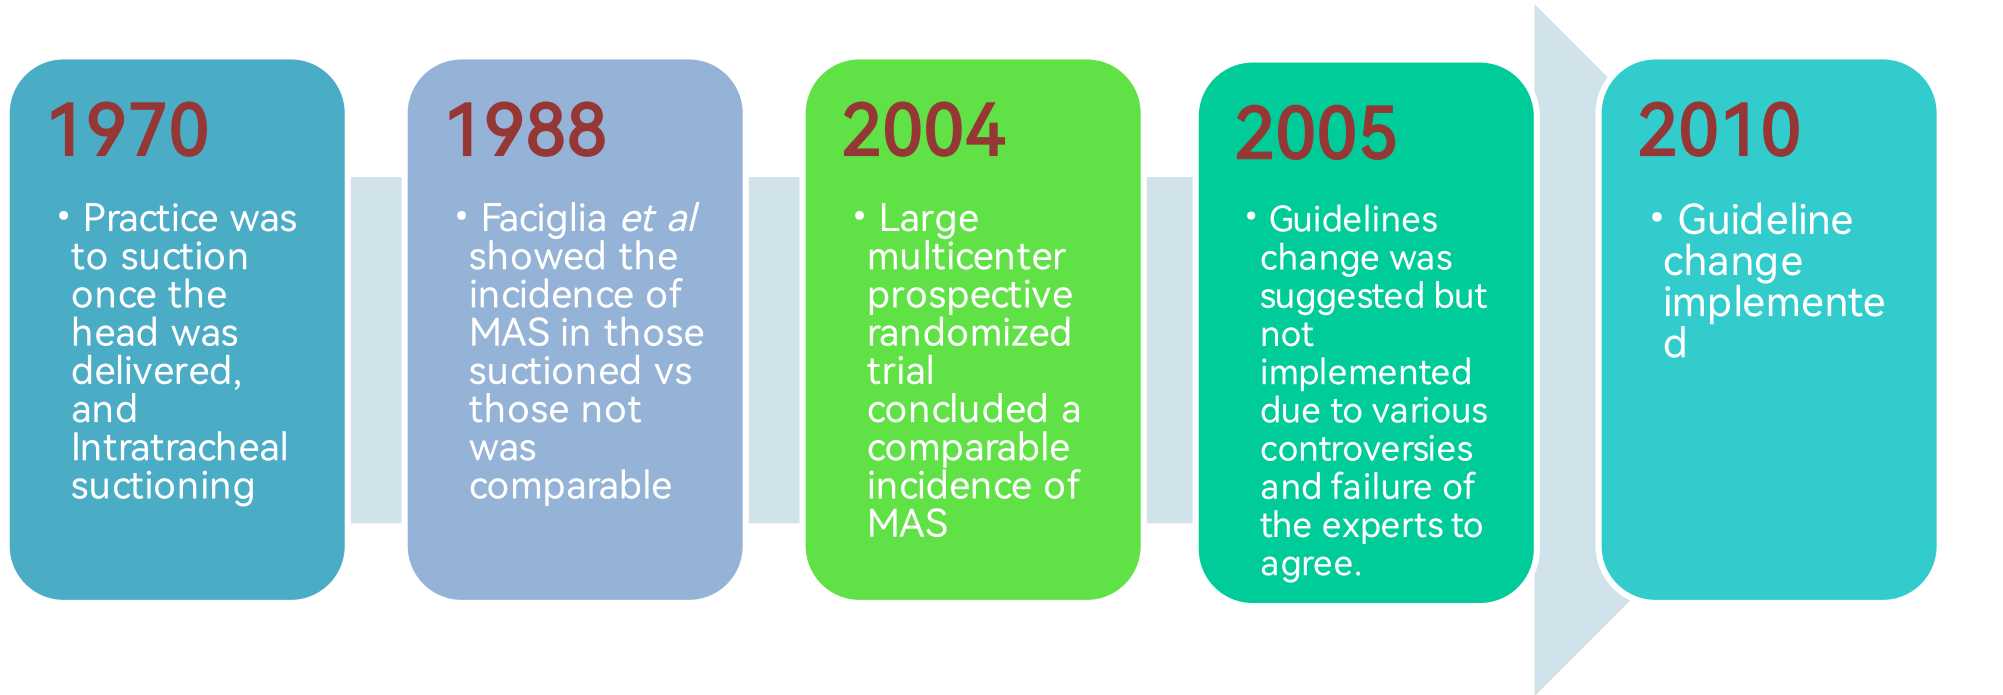 1970
• Practice was
to suction
once the
head was
delivered,
and
Intratracheal
suctioning
1988
• Faciglia et al
showed the
incidence of
MAS in those
suctioned vs
those not
was
comparable
2004
• Large
multicenter
prospective
randomized
trial
concluded a
comparable
incidence of
MAS
2005
• Guidelines
change was
suggested but
not
implemented
due to various
controversies
and failure of
the experts to
agree.
2010
• Guideline
change
implemente
d